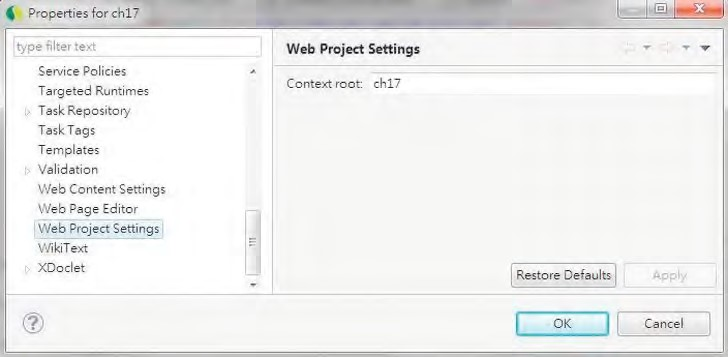 Properties for ch17
type filter text
Service Policies
Targeted Runtimes
Task Repository
Task Tags
Templates
Validation
Web Content Settings
Web Page Editor
Web Project Settings
WikiText
XDoclet
Web Project Settings
Context root: ch17
Restore Defaults
Apply
OK
Cancel